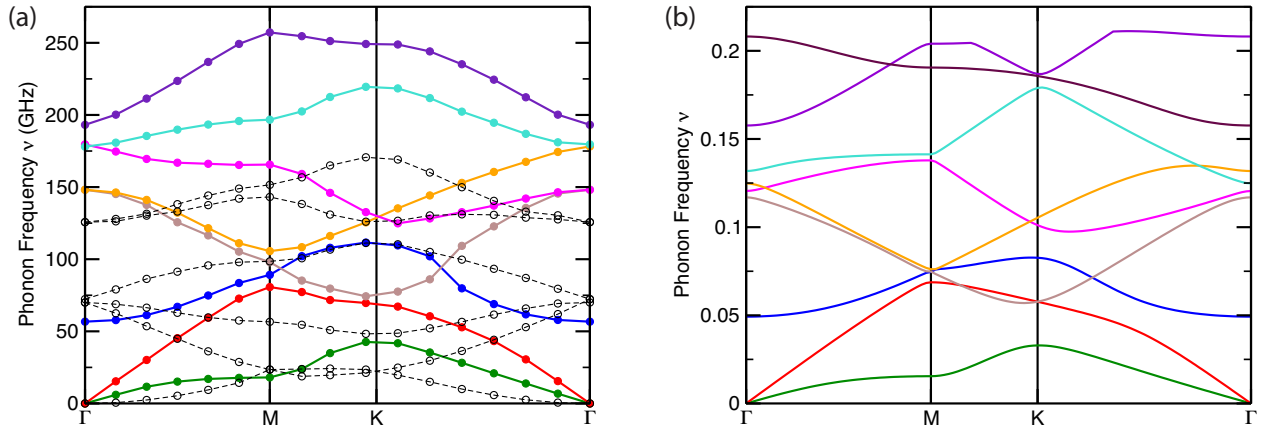 (a)
Phonon Frequency ν (GHz)
250
200
150
100
50
0
Γ
M
K
Γ
(b)
Phonon Frequency ν
0.2
0.15
0.1
0.05
0
Γ
M
K
Γ